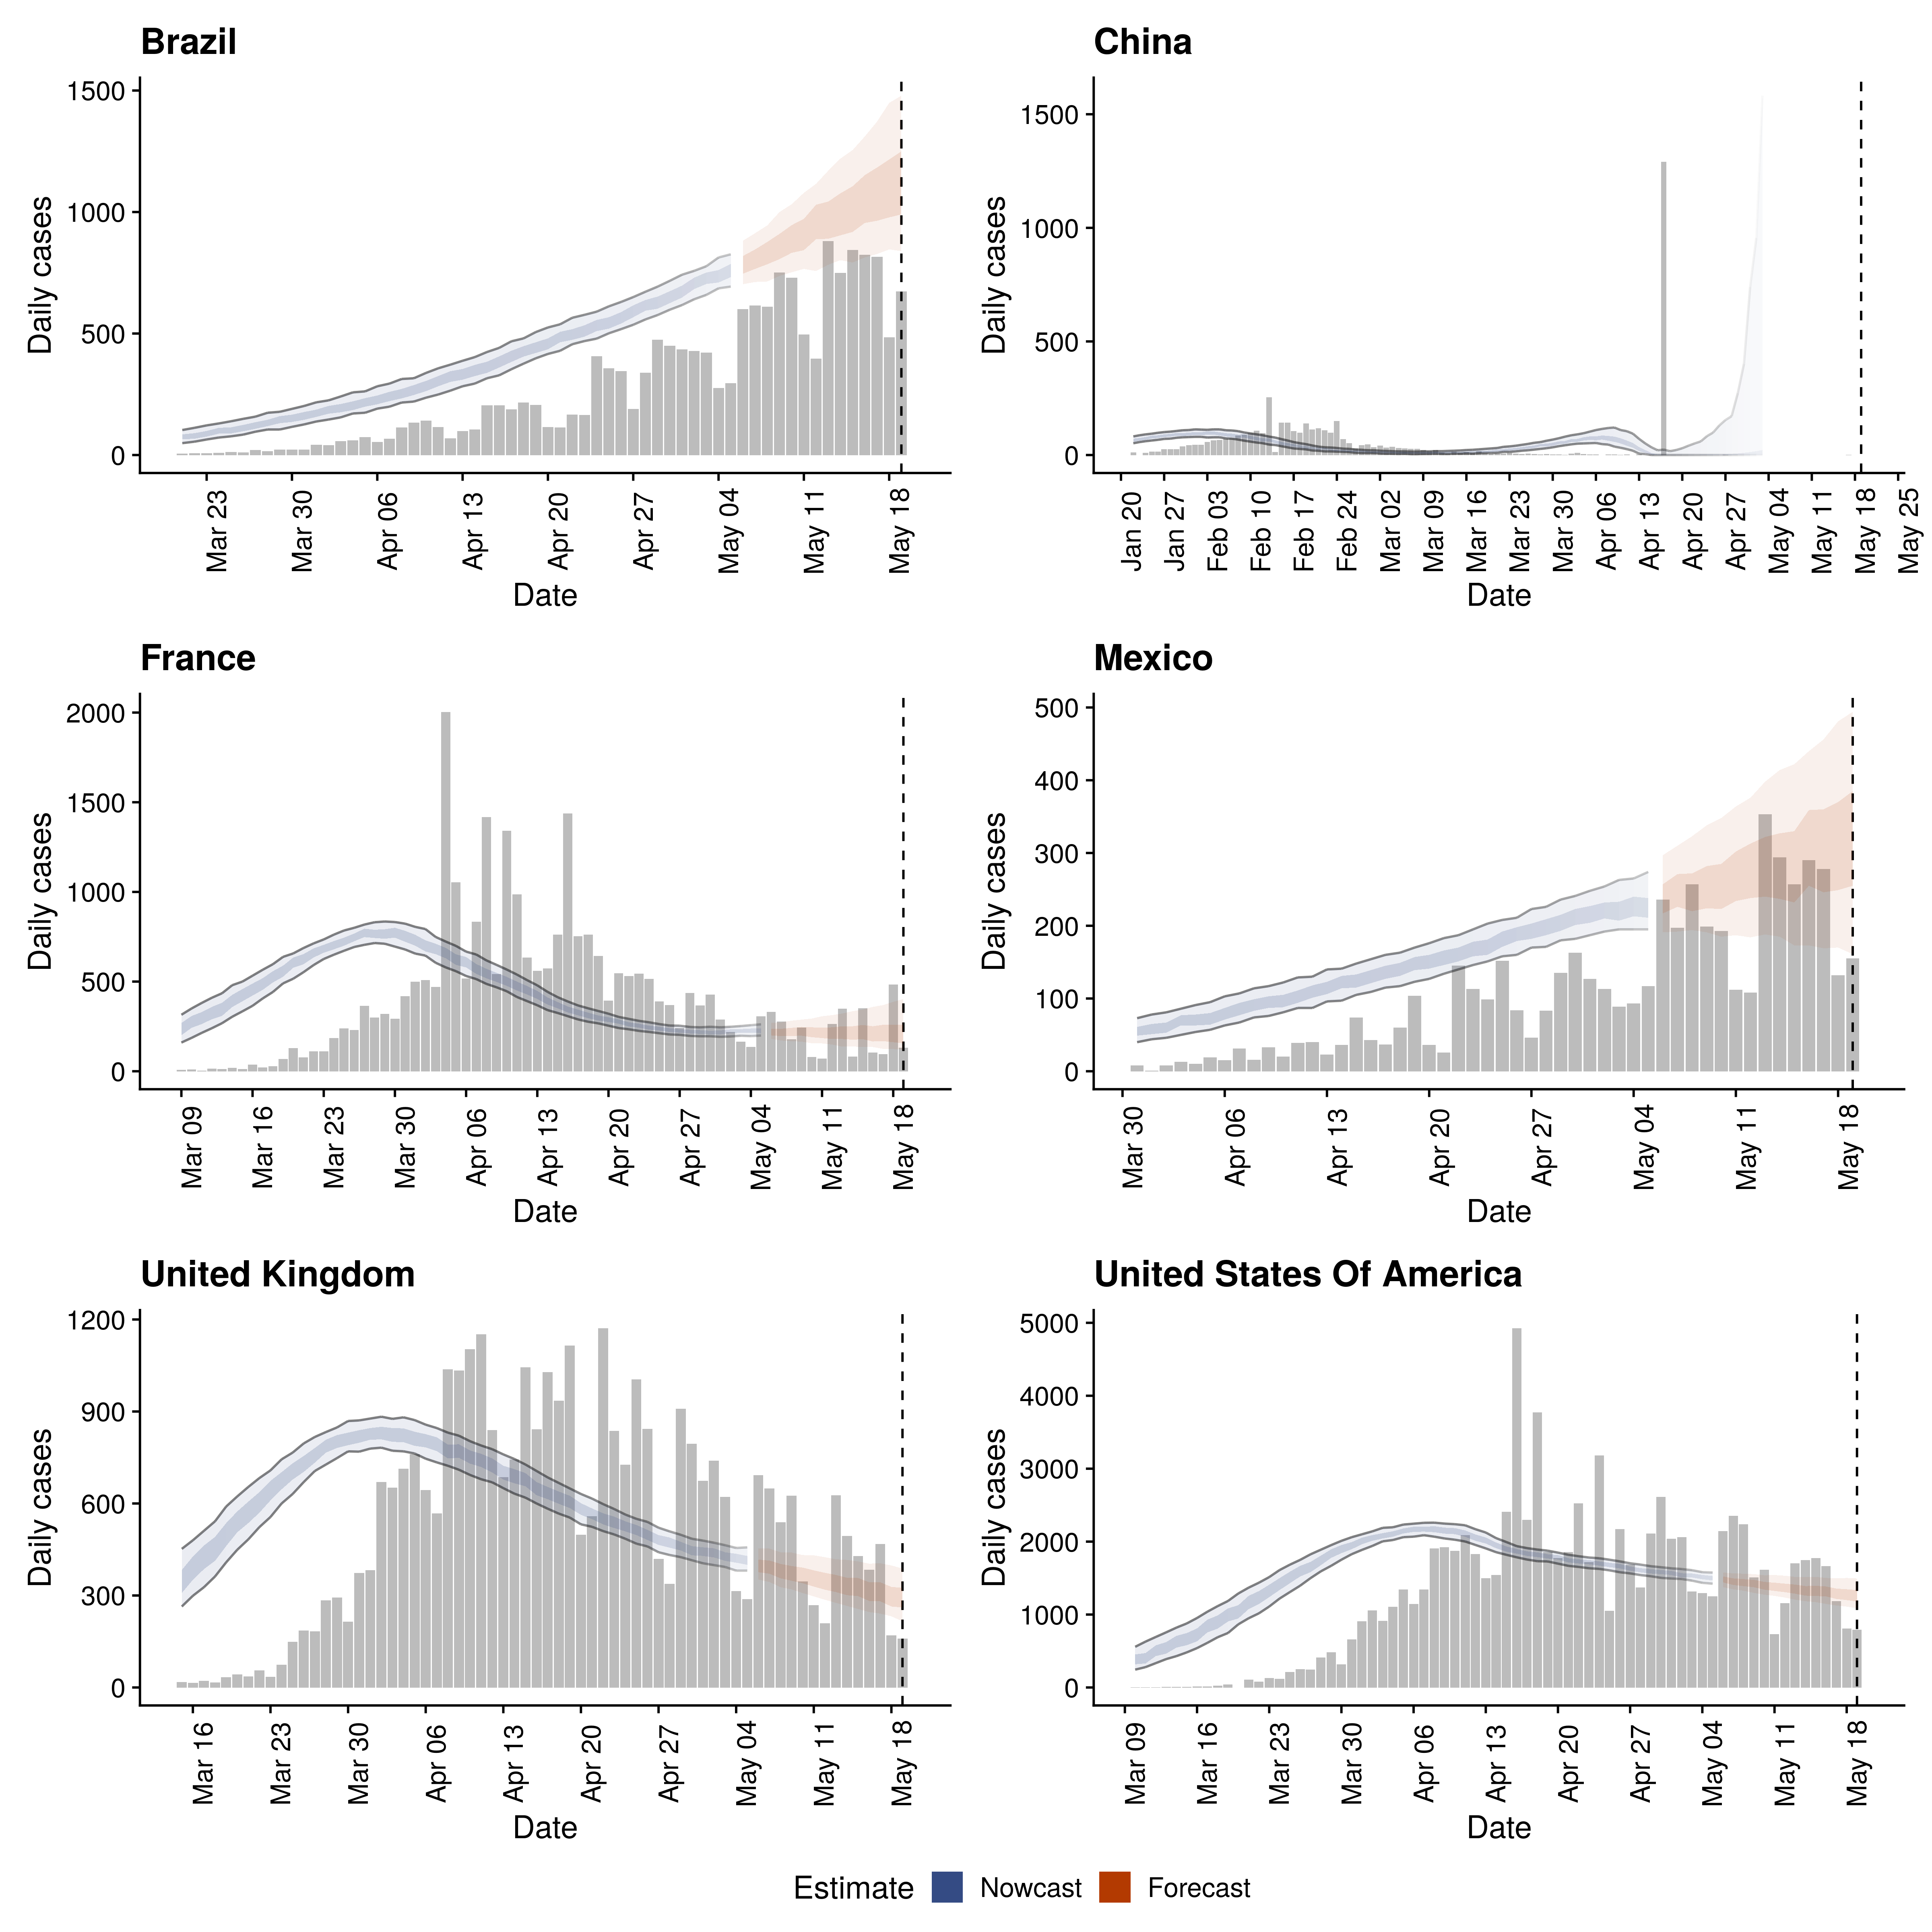 Brazil
Daily cases
1500
1000
500
0
Mar 23
Mar 30
Apr 06
Apr 13
Apr 20
Apr 27
May 04
May 11
May 18
Date
China
Daily cases
1500
1000
500
0
Jan 20
Jan 27
Feb 03
Feb 10
Feb 17
Feb 24
Mar 02
Mar 09
Mar 16
Mar 23
Mar 30
Apr 06
Apr 13
Apr 20
Apr 27
May 04
May 11
May 18
May 25
Date
France
Daily cases
2000
1500
1000
500
0
Mar 09
Mar 16
Mar 23
Mar 30
Apr 06
Apr 13
Apr 20
Apr 27
May 04
May 11
May 18
Date
Mexico
Daily cases
500
400
300
200
100
0
Mar 30
Apr 06
Apr 13
Apr 20
Apr 27
May 04
May 11
May 18
Date
United Kingdom
Daily cases
1200
900
600
300
0
Mar 16
Mar 23
Mar 30
Apr 06
Apr 13
Apr 20
Apr 27
May 04
May 11
May 18
Date
United States Of America
Daily cases
5000
4000
3000
2000
1000
0
Mar 09
Mar 16
Mar 23
Mar 30
Apr 06
Apr 13
Apr 20
Apr 27
May 04
May 11
May 18
Date
Estimate Nowcast Forecast